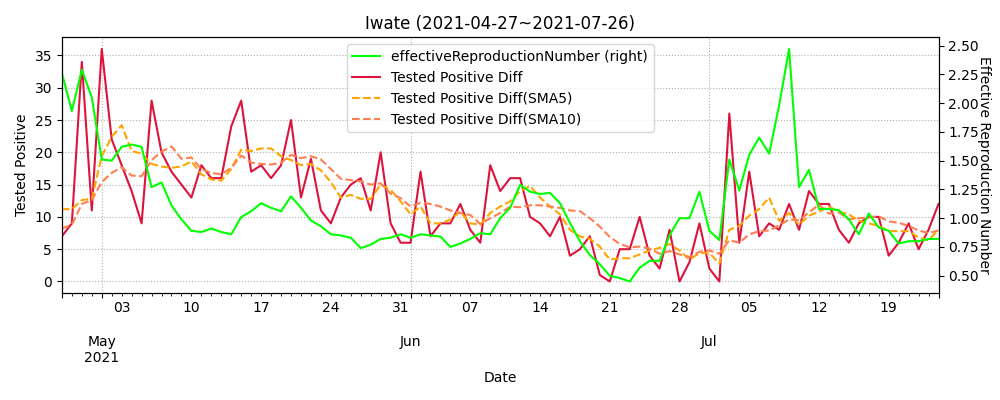 Iwate (2021-04-27~2021-07-26)
effectiveReproductionNumber (right)
Tested Positive Diff
Tested Positive Diff(SMA5)
Tested Positive Diff(SMA10)
Tested Positive
35
30
25
20
15
10
5
0
2.50
2.25
2.00
1.75
1.50
1.25
1.00
0.75
0.50
Effective Reproduction Number
03 10 17 24 31 07 14 21 28 05 12 19
May Jun Jul
2021
Date